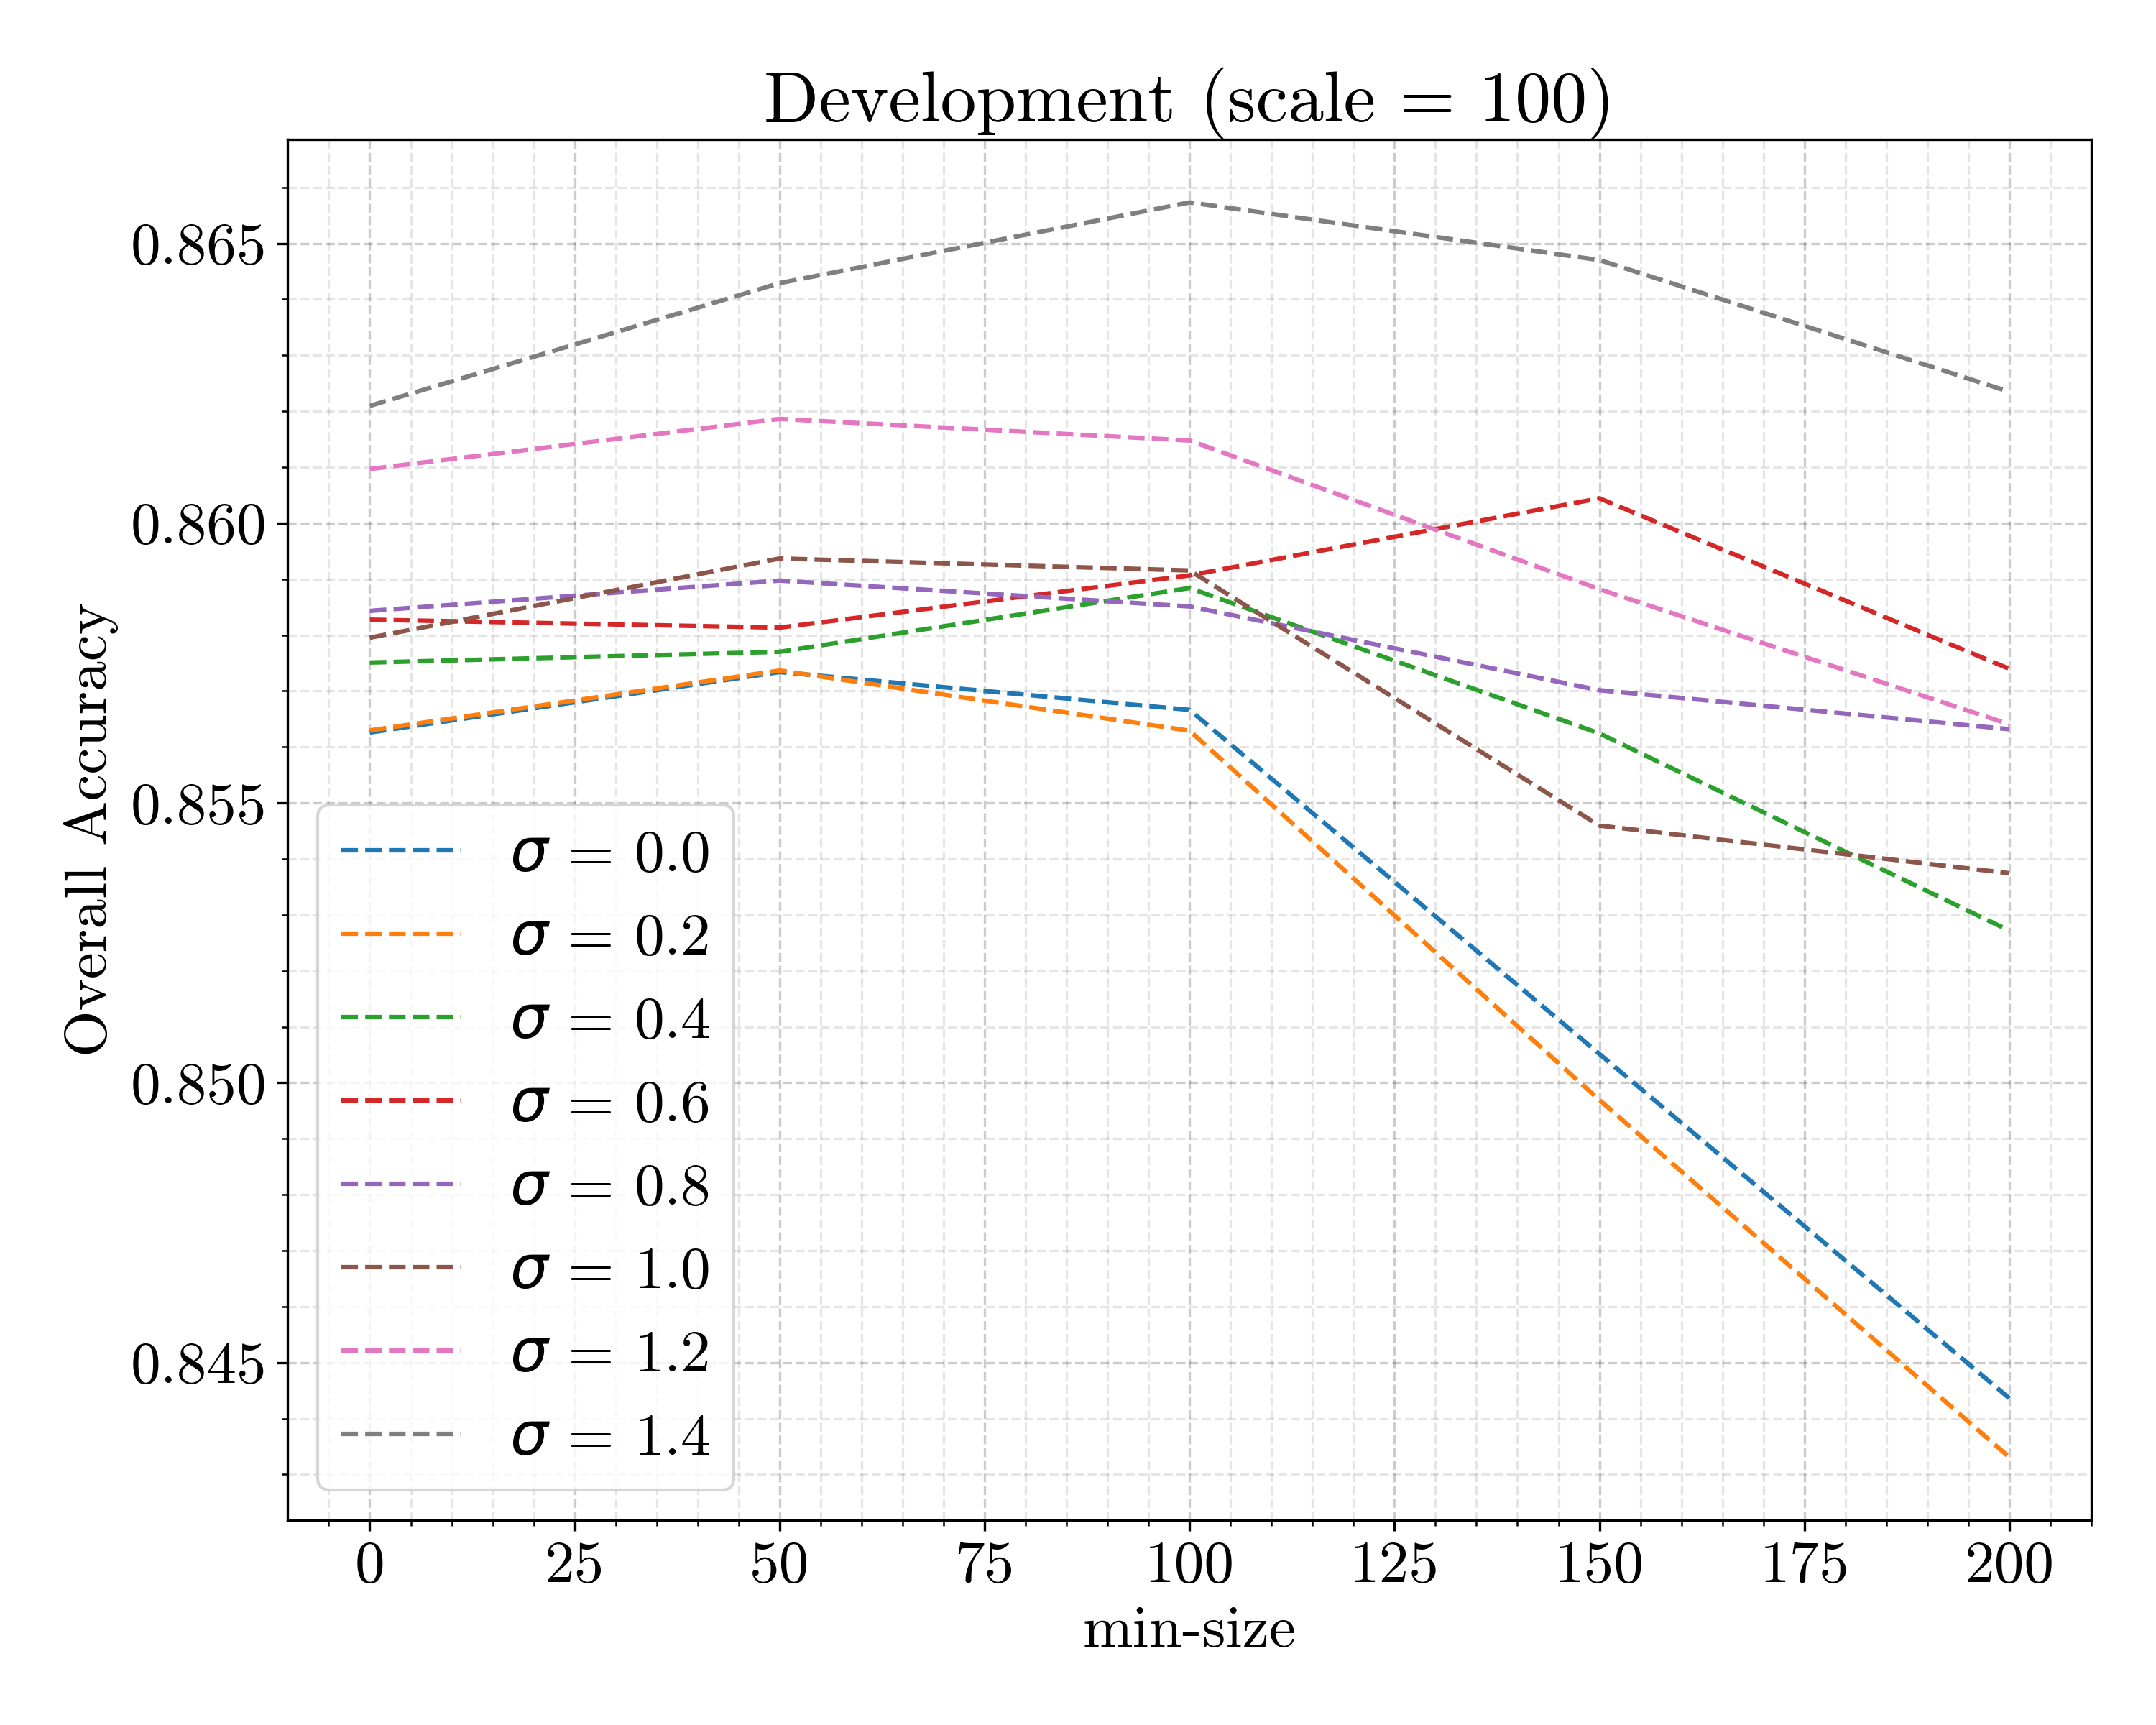 Development (scale = 100)
Overall Accuracy
0.865
0.860
0.855
0.850
0.845
σ = 0.0
σ = 0.2
σ = 0.4
σ = 0.6
σ = 0.8
σ = 1.0
σ = 1.2
σ = 1.4
0 25 50 75 100 125 150 175 200
min-size